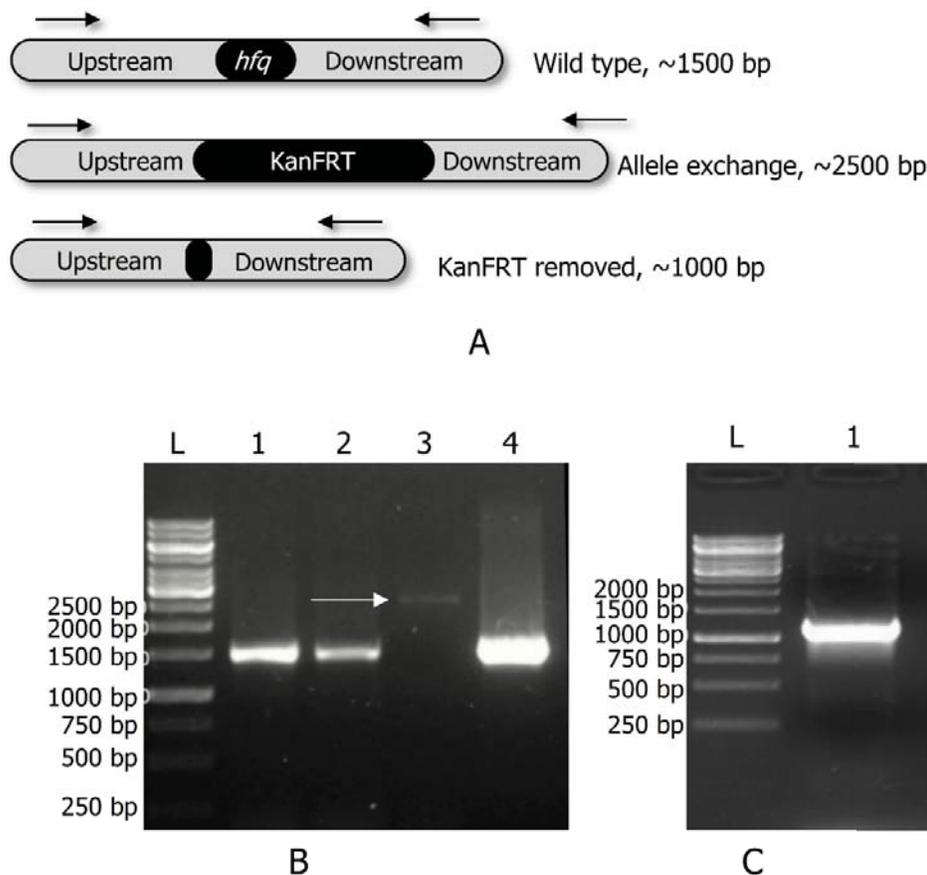 Upstream hfq Downstream
Wild type, ~1500 bp
Upstream KanFRT Downstream
Allele exchange, ~2500 bp
Upstream Downstream
KanFRT removed, ~1000 bp
A
L 1 2 3 4
2500 bp
2000 bp
1500 bp
1000 bp
750 bp
500 bp
250 bp
B
L 1
2000 bp
1500 bp
1000 bp
750 bp
500 bp
250 bp
C